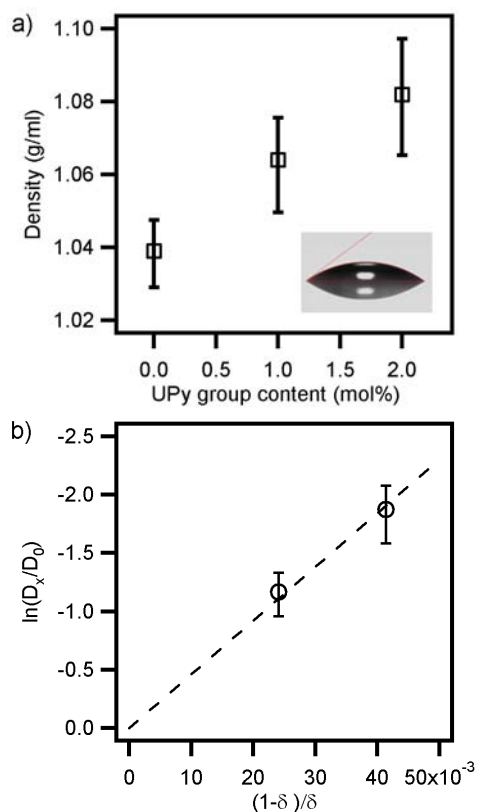 a)
1.10
1.08
1.06
1.04
1.02
Density (g/ml)
0.0 0.5 1.0 1.5 2.0
UPy group content (mol%)
b)
-2.5
-2.0
-1.5
-1.0
-0.5
0.0
ln(Dx/D0)
0 10 20 30 40 50x10-3
(1-δ)/δ